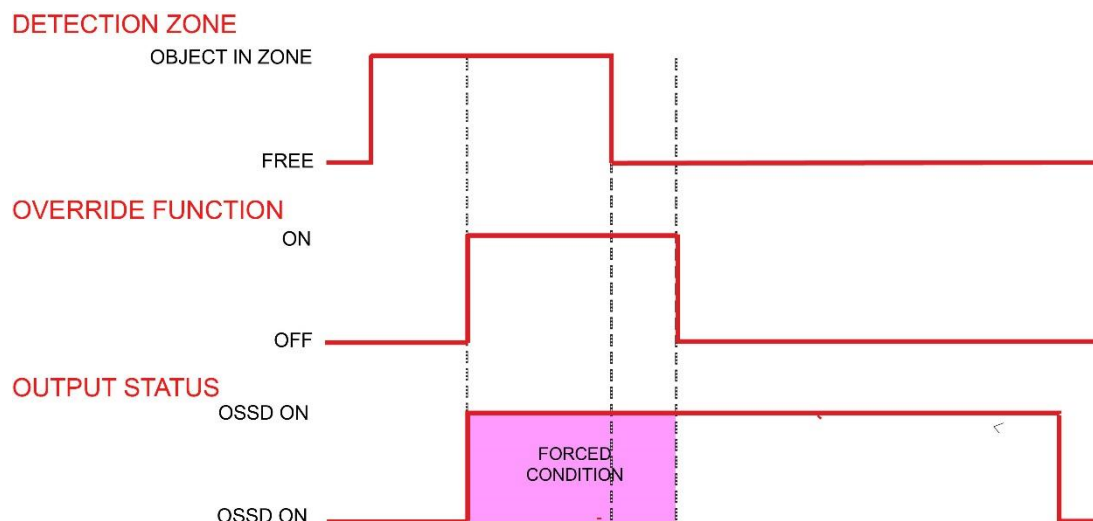 DETECTION ZONE
OBJECT IN ZONE
FREE
OVERRIDE FUNCTION
ON
OFF
OUTPUT STATUS
OSSD ON
FORCED
CONDITION
OSSD ON